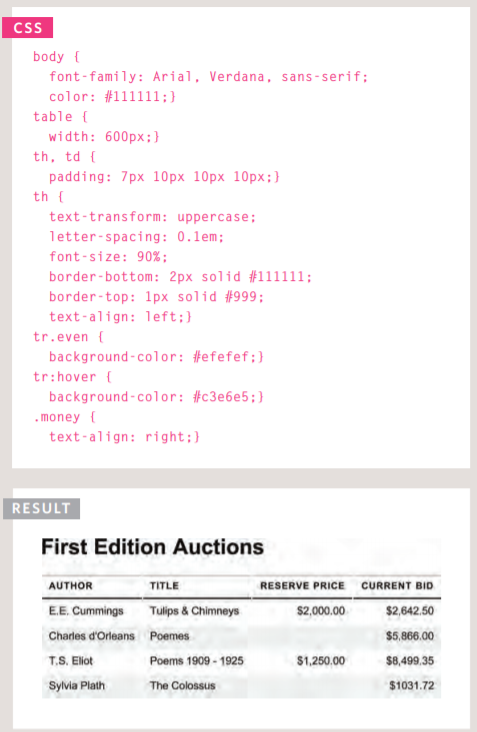 CSS
body {
font-family: Arial, Verdana, sans-serif;
color: #111111;}
table {
width: 600px;}
th, td {
padding: 7px 10px 10px 10px;}
th {
text-transform: uppercase;
letter-spacing: 0.1em;
font-size: 90%;
border-bottom: 2px solid #111111;
border-top: 1px solid #999;
text-align: left;}
tr.even {
background-color: #efefef;}
tr:hover {
background-color: #c3e6e5;}
.money {
text-align: right;}
RESULT
First Edition Auctions
AUTHOR TITLE RESERVE PRICE CURRENT BID
E.E. Cummings Tulips & Chimneys $2,000.00 $2,642.50
Charles d'Orleans Poemes $5,866.00
T.S. Eliot Poems 1909 - 1925 $1,250.00 $8,499.35
Sylvia Plath The Colossus $1031.72